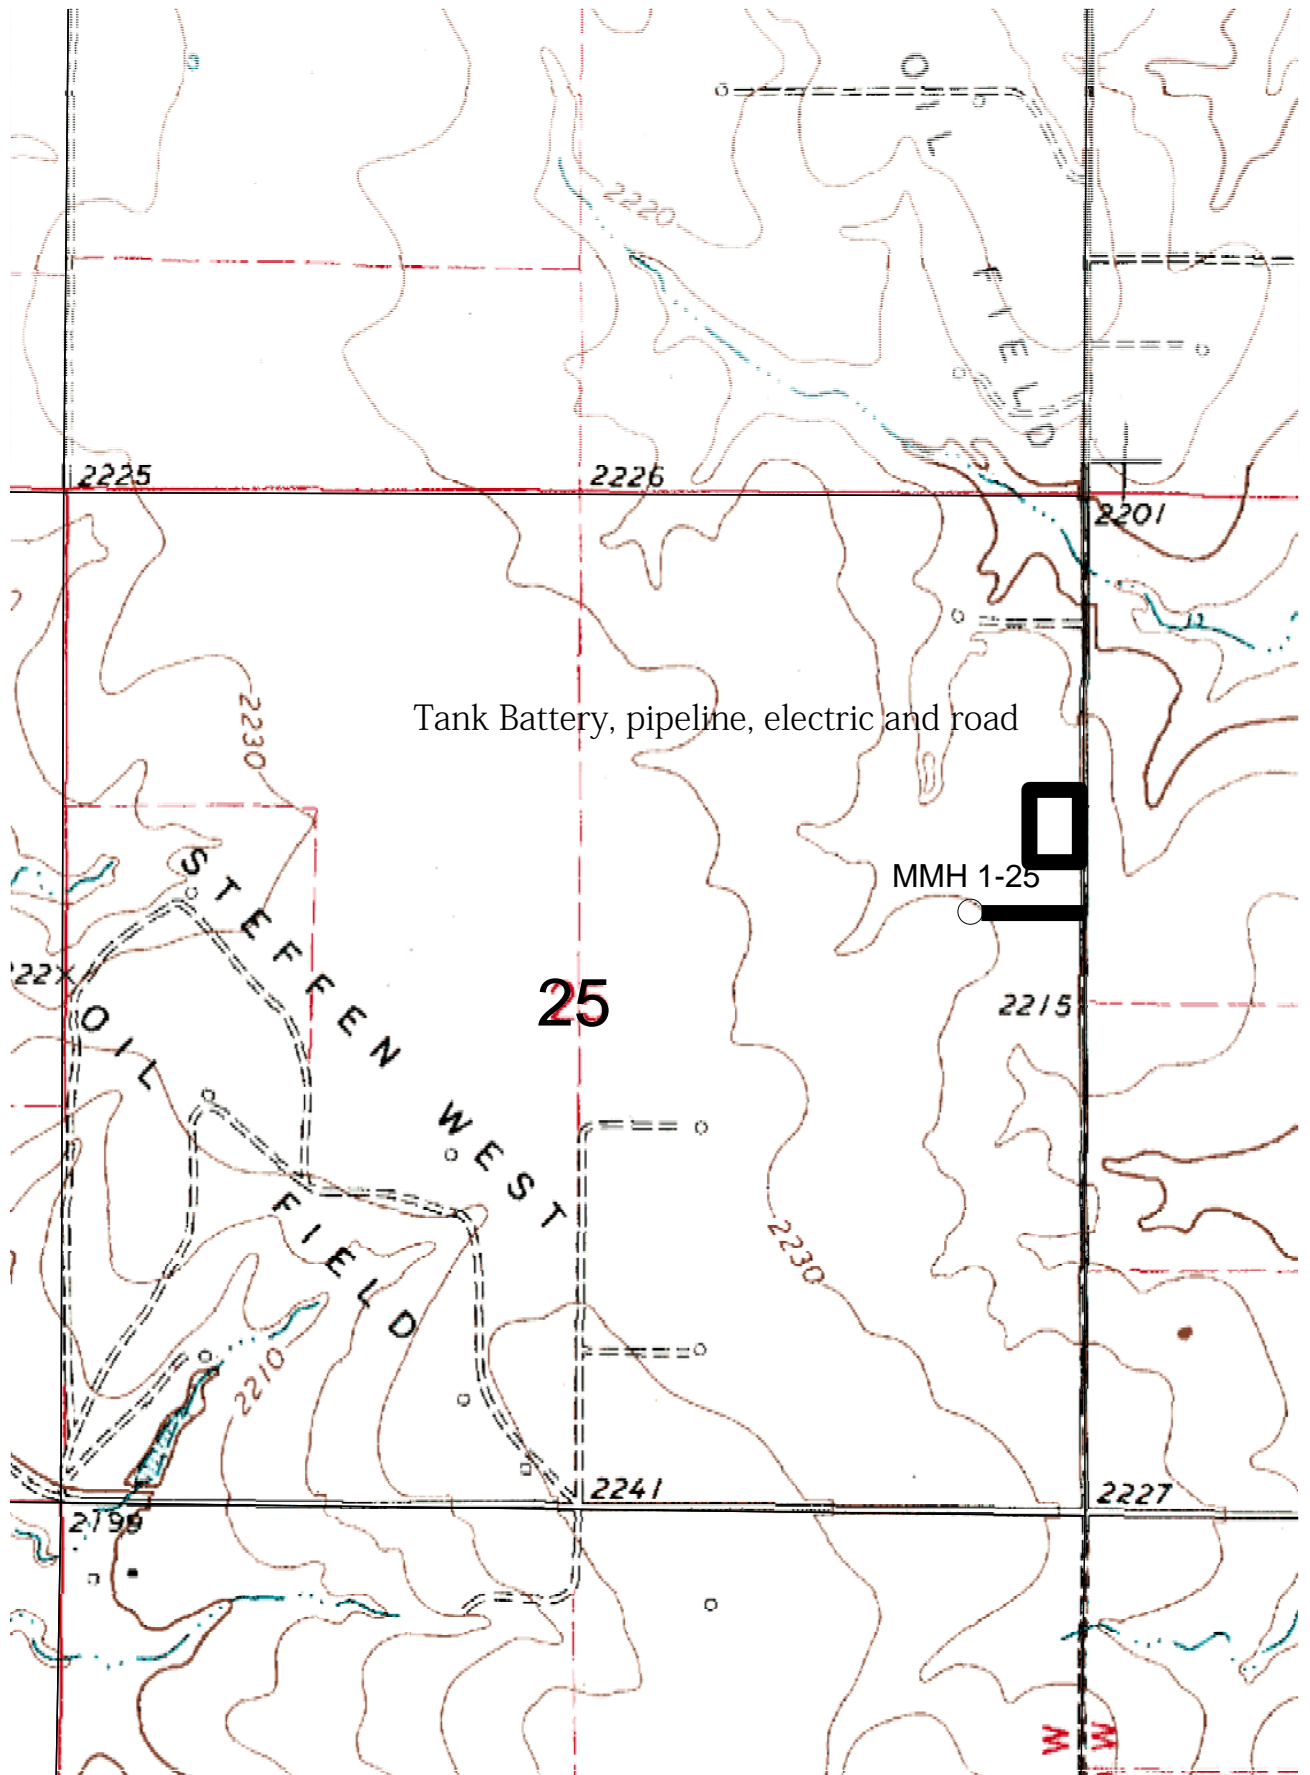 OIL
FIELD
2220
2225
2226
2201
2230
Tank Battery, pipeline, electric and road
MMH 1-25
STEFFEN WEST
OIL FIELD
25
2215
2230
2210
2241
2227
2199
W W